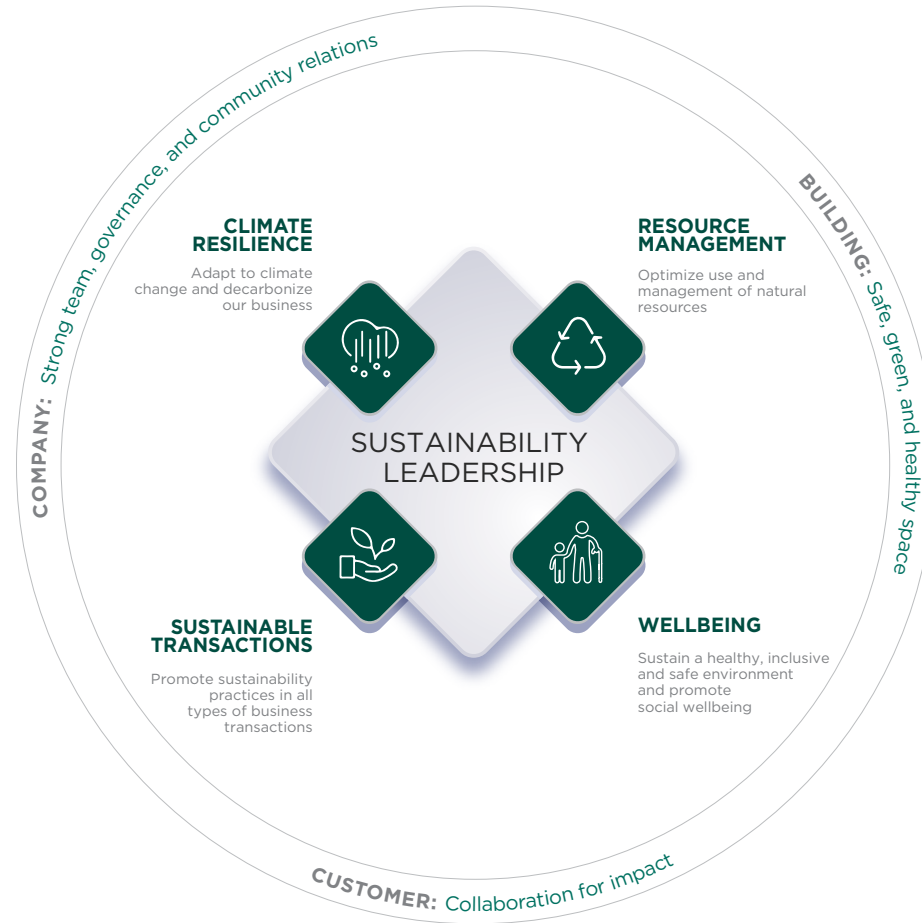 COMPANY: Strong team, governance, and community relations
BUILDING: Safe, green, and healthy space
CLIMATE
RESILIENCE
Adapt to climate
change and decarbonize
our business
RESOURCE
MANAGEMENT
Optimize use and
management of natural
resources
SUSTAINABILITY
LEADERSHIP
SUSTAINABLE
TRANSACTIONS
Promote sustainability
practices in all
types of business
transactions
WELLBEING
Sustain a healthy, inclusive
and safe environment
and promote
social wellbeing
CUSTOMER: Collaboration for impact